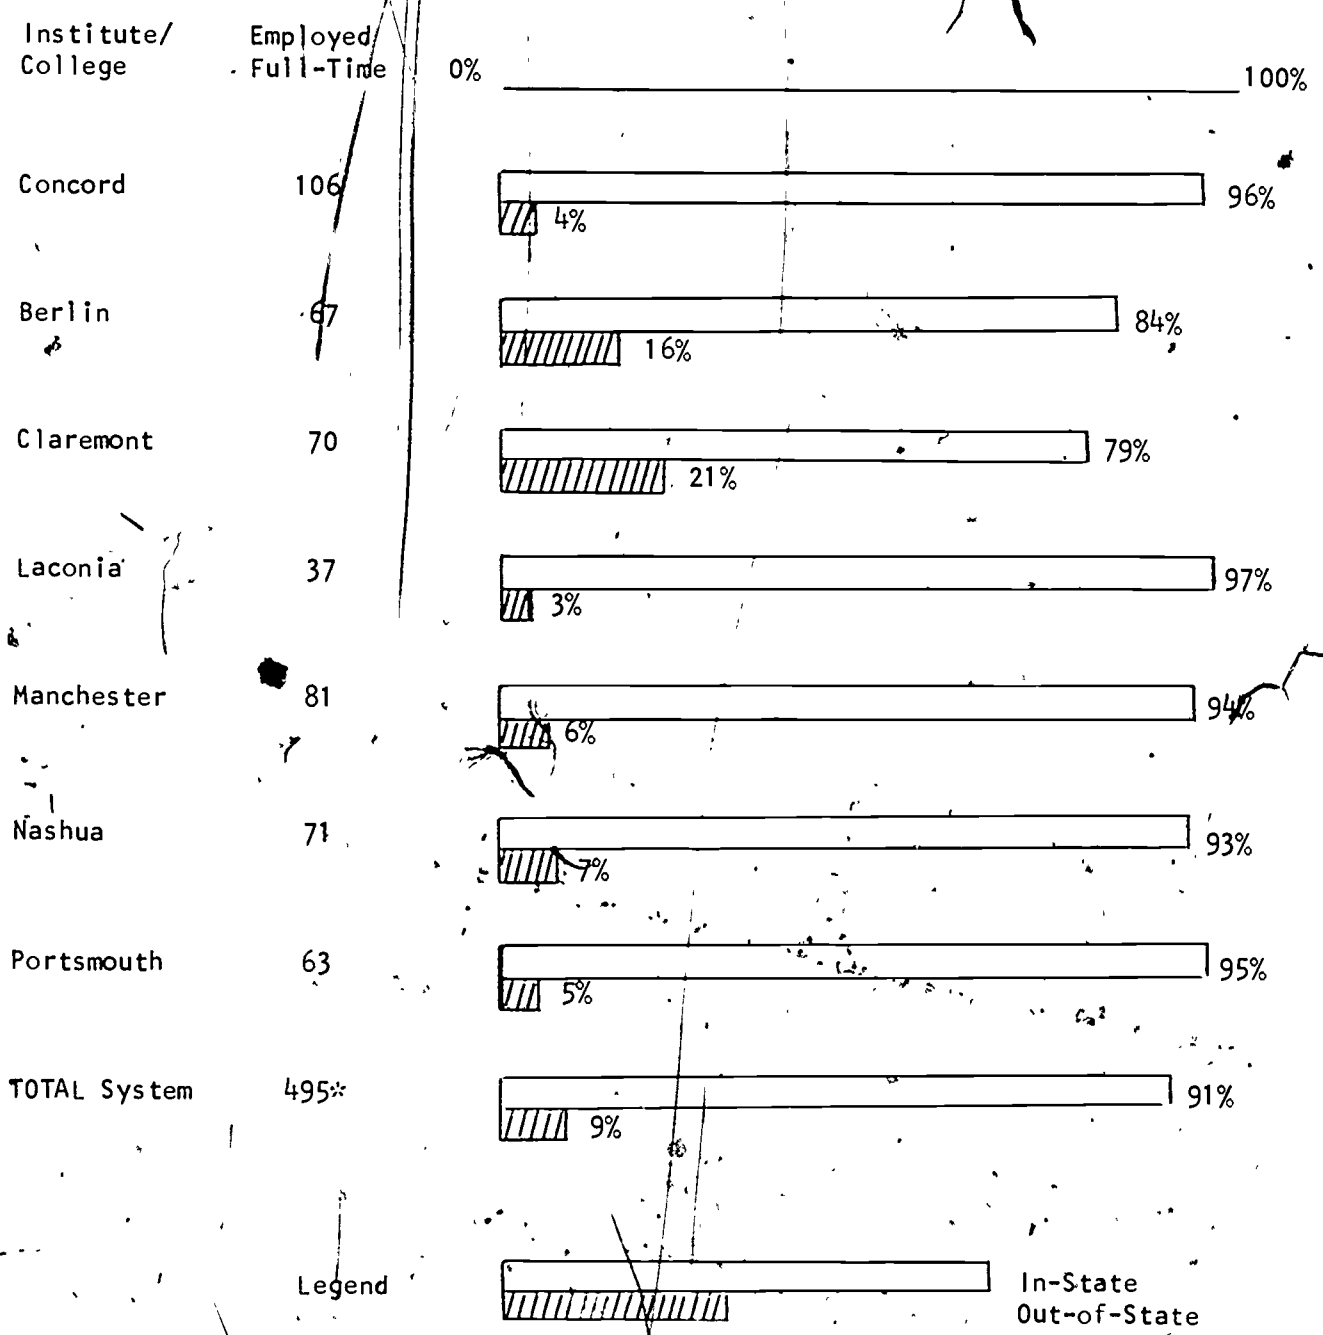 Institute/ Employed
College Full-Time 0% 100%
Concord 106 96%
4%
Berlin 67 84%
16%
Claremont 70 79%
21%
Laconia 37 97%
3%
Manchester 81 94%
6%
Nashua 71 93%
7%
Portsmouth 63 95%
5%
TOTAL System 495* 91%
9%
Legend In-State
Out-of-State